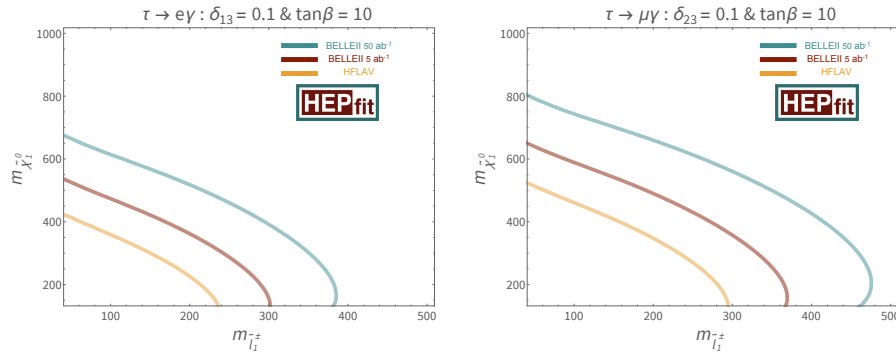 τ → eγ : δ13 = 0.1 & tanβ = 10
1000
800
600
400
200
m χ̃₁⁰
BELLEII 50 ab⁻¹
BELLEII 5 ab⁻¹
HFLAV
HEPfit
100 200 300 400 500
m l̃₁±
τ → μγ : δ23 = 0.1 & tanβ = 10
1000
800
600
400
200
m χ̃₁⁰
BELLEII 50 ab⁻¹
BELLEII 5 ab⁻¹
HFLAV
HEPfit
100 200 300 400 500
m l̃₁±